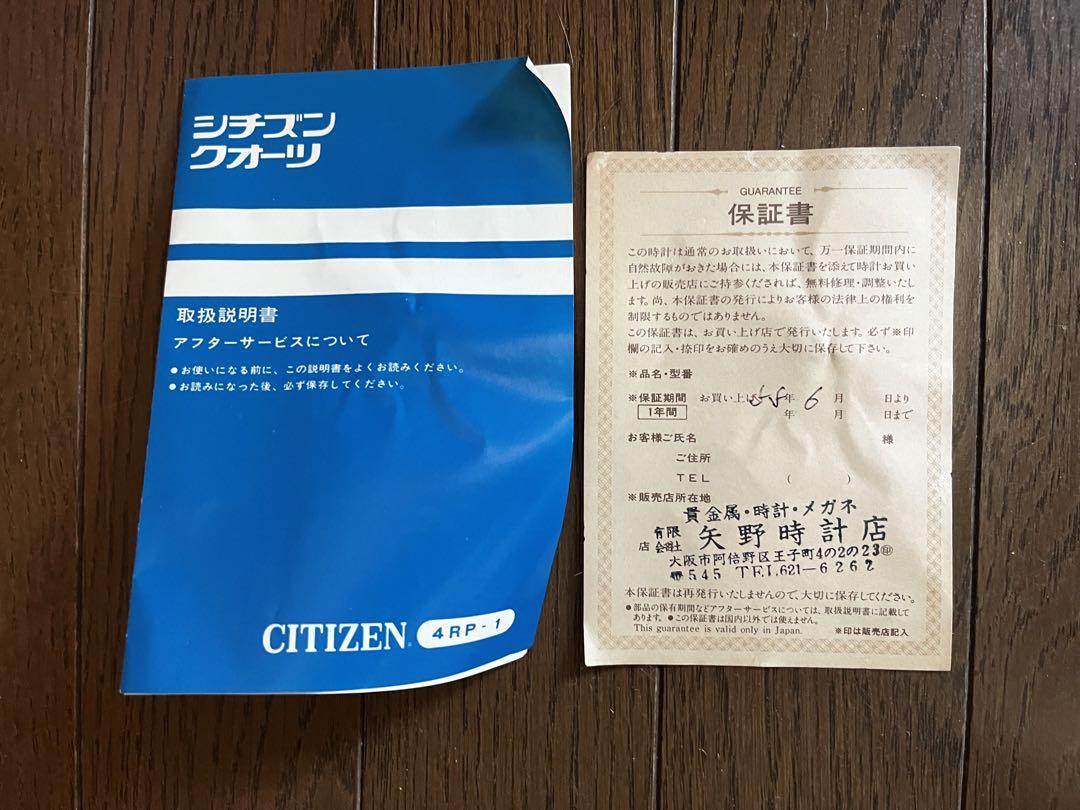 シチズン
クオーツ
取扱説明書
アフターサービスについて
●お使いになる前に、この説明書をよくお読みください。
●お読みになった後、必ず保存してください。
CITIZEN 4RP-1
GUARANTEE
保証書
この時計は通常のお取扱いにおいて、万一保証期間内に
自然故障がおきた場合には、本保証書を添えて時計お買い
上げの販売店にご持参くだされば、無料修理・調整いたし
ます。尚、本保証書の発行によりお客様の法律上の権利を
制限するものではありません。
この保証書は、お買い上げ店で発行いたします。必ず※印
欄の記入・捺印をお確めのうえ大切に保存して下さい。
※品名・型番
※保証期間 お買い上げ 58年 6月 日より
1年間 年 月 日まで
お客様ご氏名 様
ご住所
TEL ( )
※販売店所在地
貴金属・時計・メガネ
有限会社 矢野時計店
店
大阪市阿倍野区王子町4の2の23㊞
〒545 TEL.621-6262
本保証書は再発行いたしませんので、大切に保存してください。
●部品の保有期間などアフターサービスについては、取扱説明書に記載して
あります。●この保証書は国内以外では使えません。
This guarantee is valid only in Japan. ※印は販売店記入